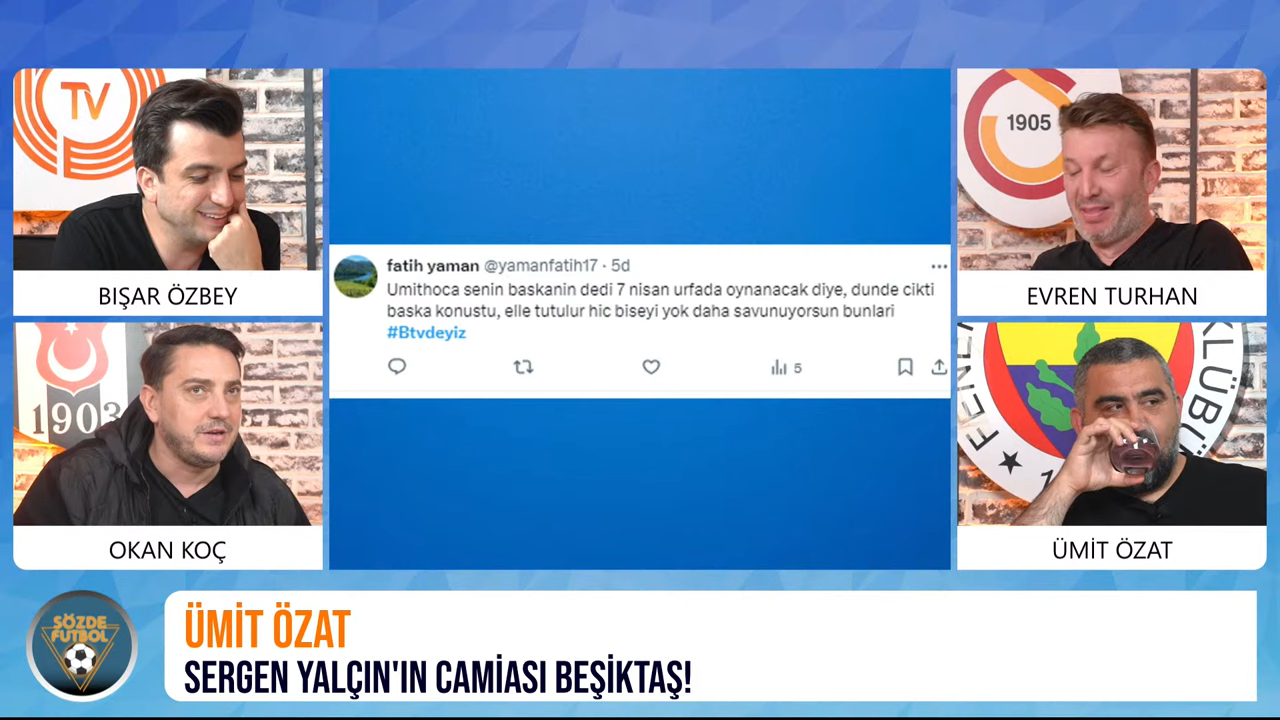 TV
BIŞAR ÖZBEY
1903
OKAN KOÇ
fatih yaman @yamanfatih17 · 5d
Umithoca senin baskanin dedi 7 nisan urfada oynanacak diye, dunde cikti
baska konustu, elle tutulur hic biseyi yok daha savunuyorsun bunlari
#Btvdeyiz
5
1905
EVREN TURHAN
ÜMİT ÖZAT
SÖZDE
FUTBOL
ÜMİT ÖZAT
SERGEN YALÇIN'IN CAMİASI BEŞİKTAŞ!